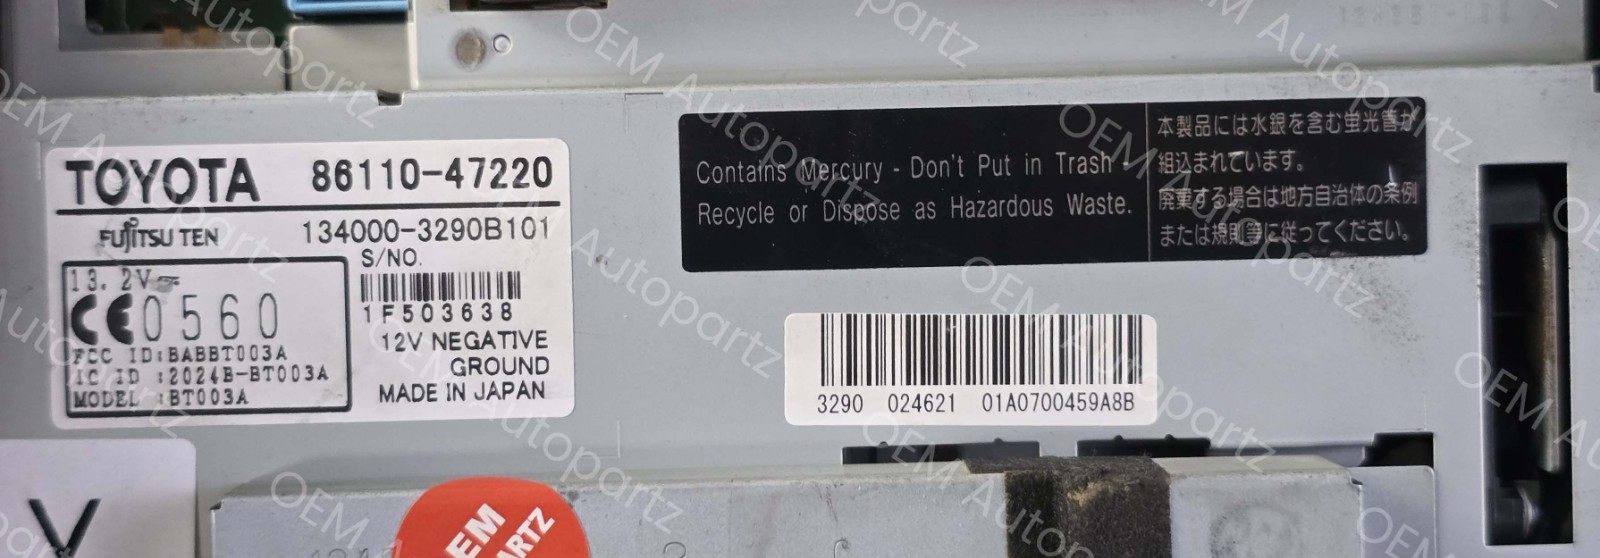 TOYOTA 86110-47220
FUJITSU TEN 134000-3290B101
S/NO.
13.2V
CE0560
1F503638
FCC ID:BABBT003A
IC ID :2024B-BT003A
MODEL :BT003A
12V NEGATIVE
GROUND
MADE IN JAPAN
Contains Mercury - Don't Put in Trash -
Recycle or Dispose as Hazardous Waste.
本製品には水銀を含む蛍光管が
組込まれています。
廃棄する場合は地方自治体の条例
または規則等に従ってください。
3290 024621 01A0700459A8B
OEM Autopartz